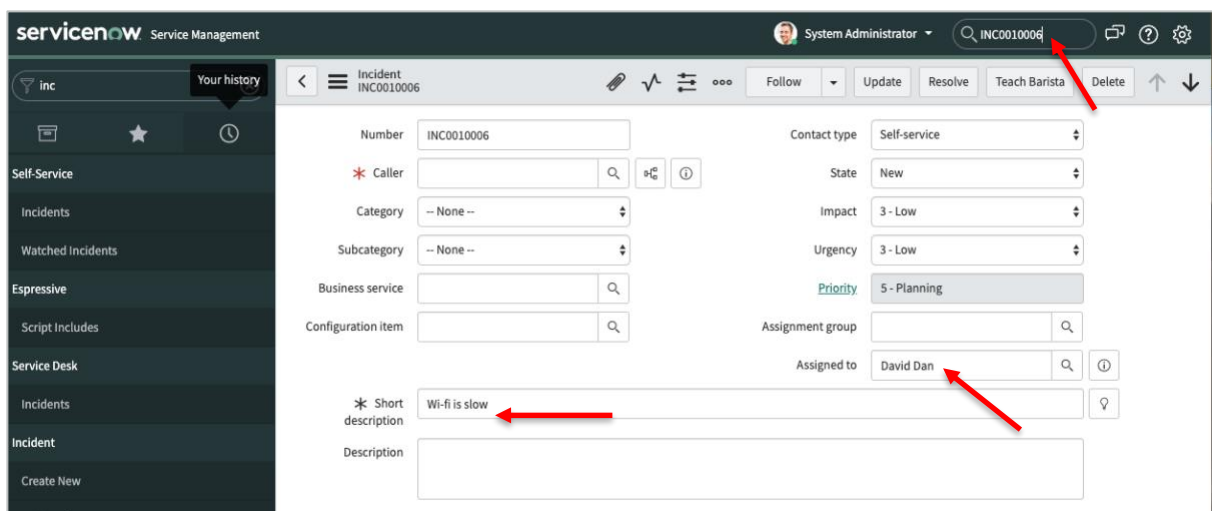 servicenow Service Management
System Administrator
INC0010006
inc
Your history
Incident
INC0010006
Follow
Update
Resolve
Teach Barista
Delete
Self-Service
Incidents
Watched Incidents
Espressive
Script Includes
Service Desk
Incidents
Incident
Create New
Number
INC0010006
Caller
Category
-- None --
Subcategory
-- None --
Business service
Configuration item
Contact type
Self-service
State
New
Impact
3 - Low
Urgency
3 - Low
Priority
5 - Planning
Assignment group
Assigned to
David Dan
Short
description
Wi-fi is slow
Description